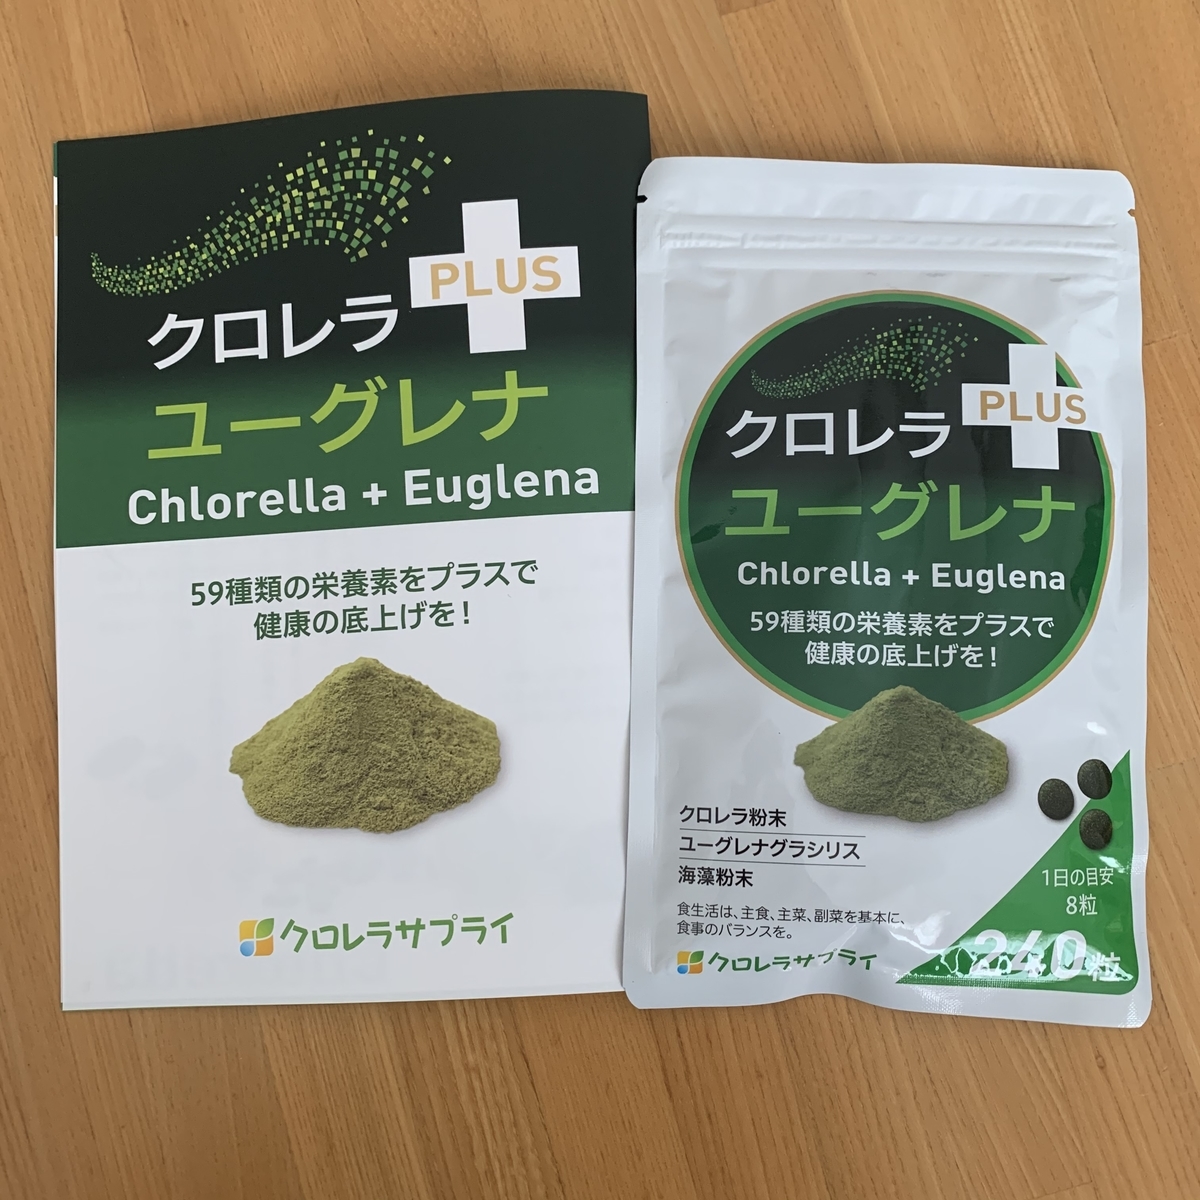 PLUS
クロレラ
ユーグレナ
Chlorella + Euglena
59種類の栄養素をプラスで
健康の底上げを!
クロレラサプライ
PLUS
クロレラ
ユーグレナ
Chlorella + Euglena
59種類の栄養素をプラスで
健康の底上げを!
クロレラ粉末
ユーグレナグラシリス
海藻粉末
1日の目安
8粒
食生活は、主食、主菜、副菜を基本に、
食事のバランスを。
クロレラサプライ
240粒